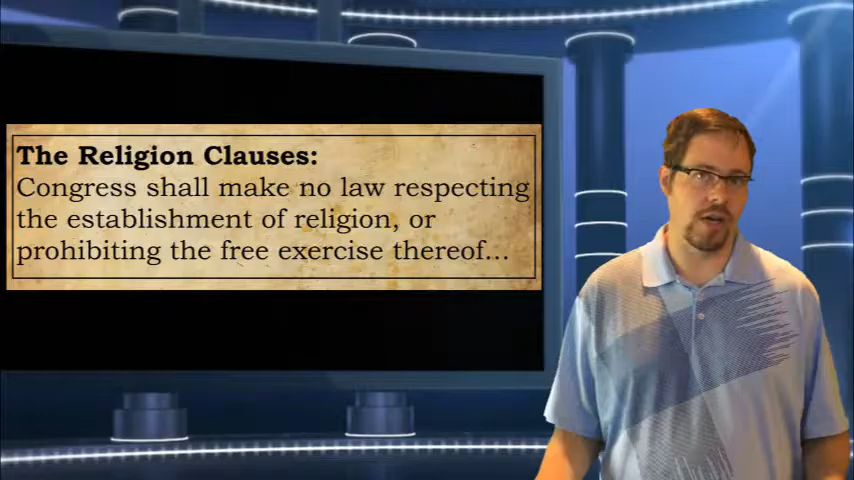 The Religion Clauses:
Congress shall make no law respecting
the establishment of religion, or
prohibiting the free exercise thereof...